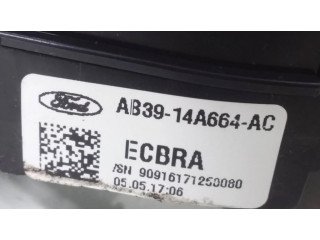 Ford
AB39-14A664-AC
ECBRA
/SN 90916171250080
05.05.17:06